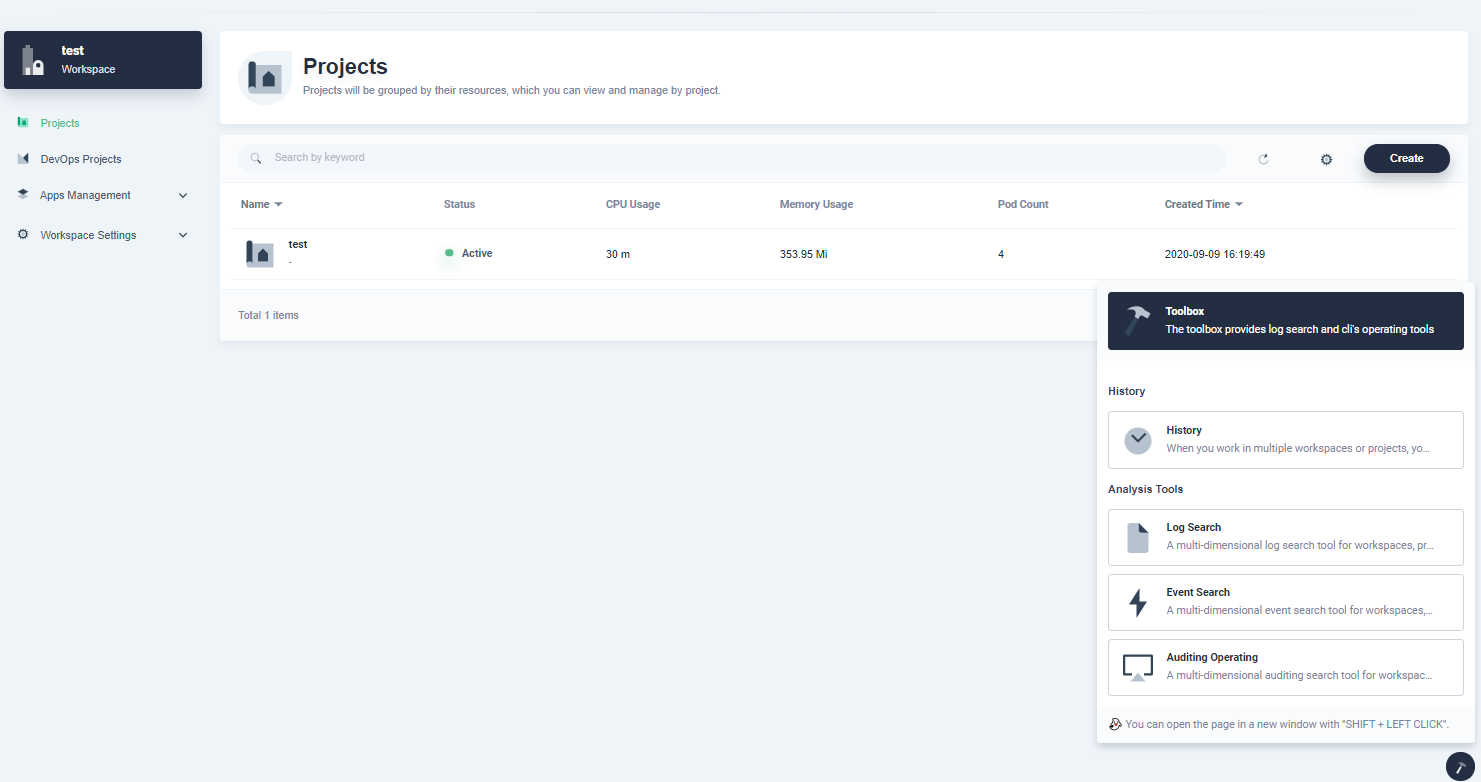 test
Workspace
Projects
DevOps Projects
Apps Management
Workspace Settings
Projects
Projects will be grouped by their resources, which you can view and manage by project.
Search by keyword
Create
Name Status CPU Usage Memory Usage Pod Count Created Time
test
-
Active 30 m 353.95 Mi 4 2020-09-09 16:19:49
Total 1 items
Toolbox
The toolbox provides log search and cli's operating tools
History
History
When you work in multiple workspaces or projects, yo...
Analysis Tools
Log Search
A multi-dimensional log search tool for workspaces, pr...
Event Search
A multi-dimensional event search tool for workspaces,...
Auditing Operating
A multi-dimensional auditing search tool for workspac...
You can open the page in a new window with "SHIFT + LEFT CLICK".